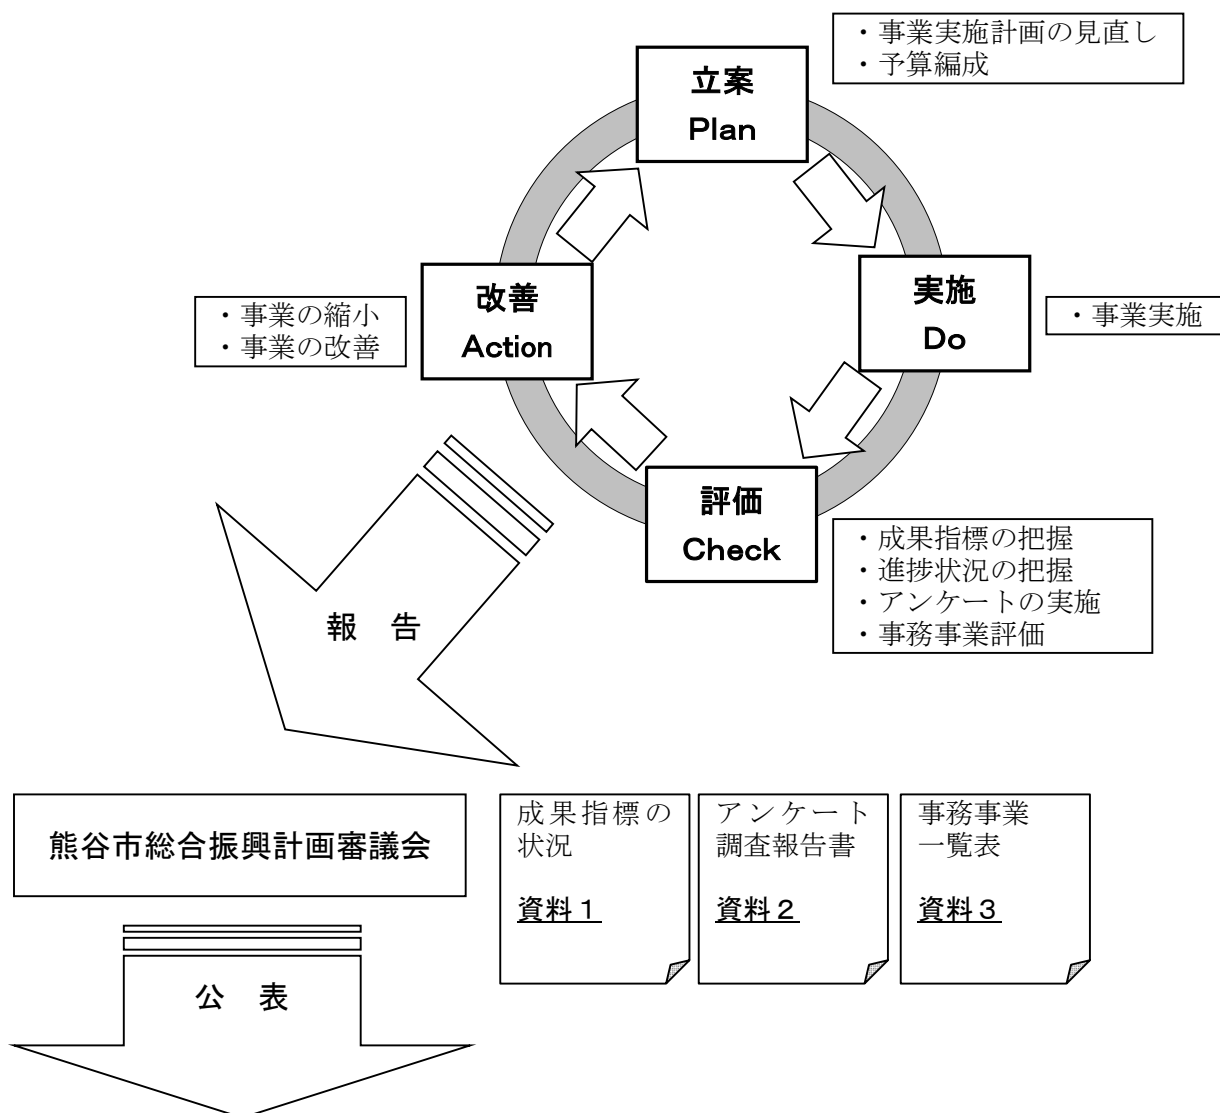 ・事業実施計画の見直し
・予算編成
立案
Plan
改善
Action
・事業の縮小
・事業の改善
実施
Do
・事業実施
評価
Check
・成果指標の把握
・進捗状況の把握
・アンケートの実施
・事務事業評価
報　告
熊谷市総合振興計画審議会
成果指標の
状況
資料１
アンケート
調査報告書
資料２
事務事業
一覧表
資料３
公　表